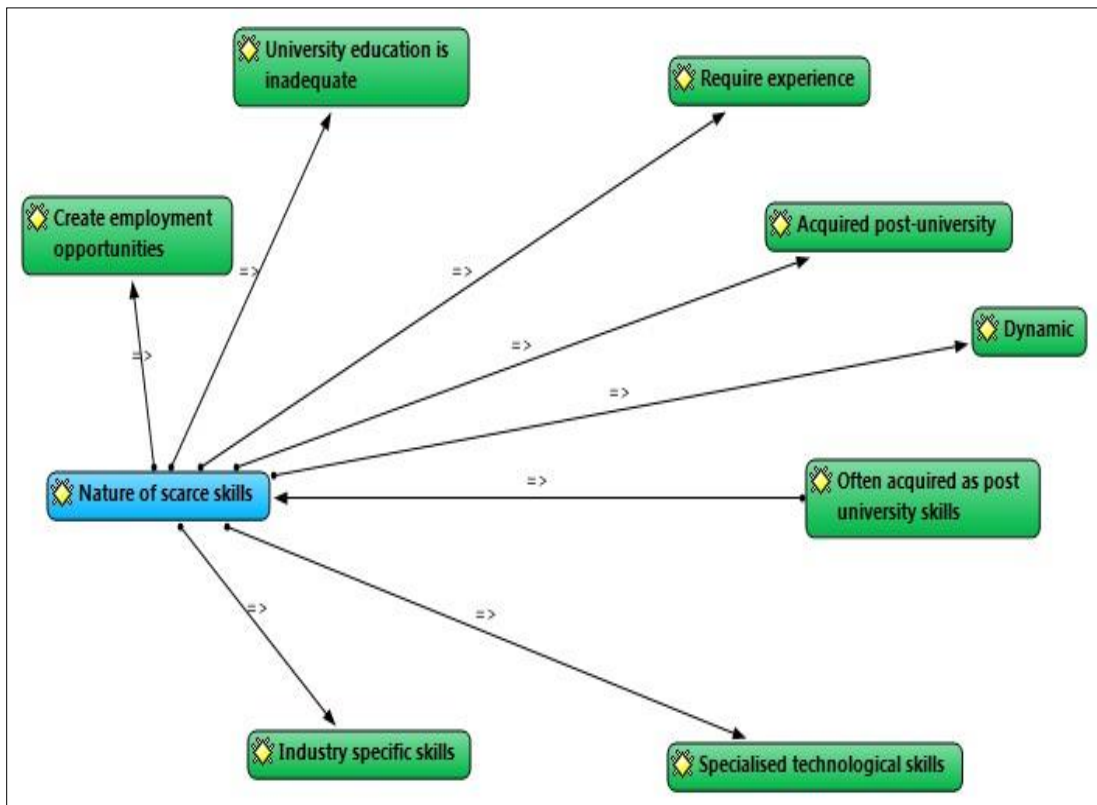 University education is
inadequate
Require experience
Create employment
opportunities
Acquired post-university
=>
=>
=>
Dynamic
=>
=>
Nature of scarce skills
=>
Often acquired as post
university skills
=>
=>
Industry specific skills
Specialised technological skills